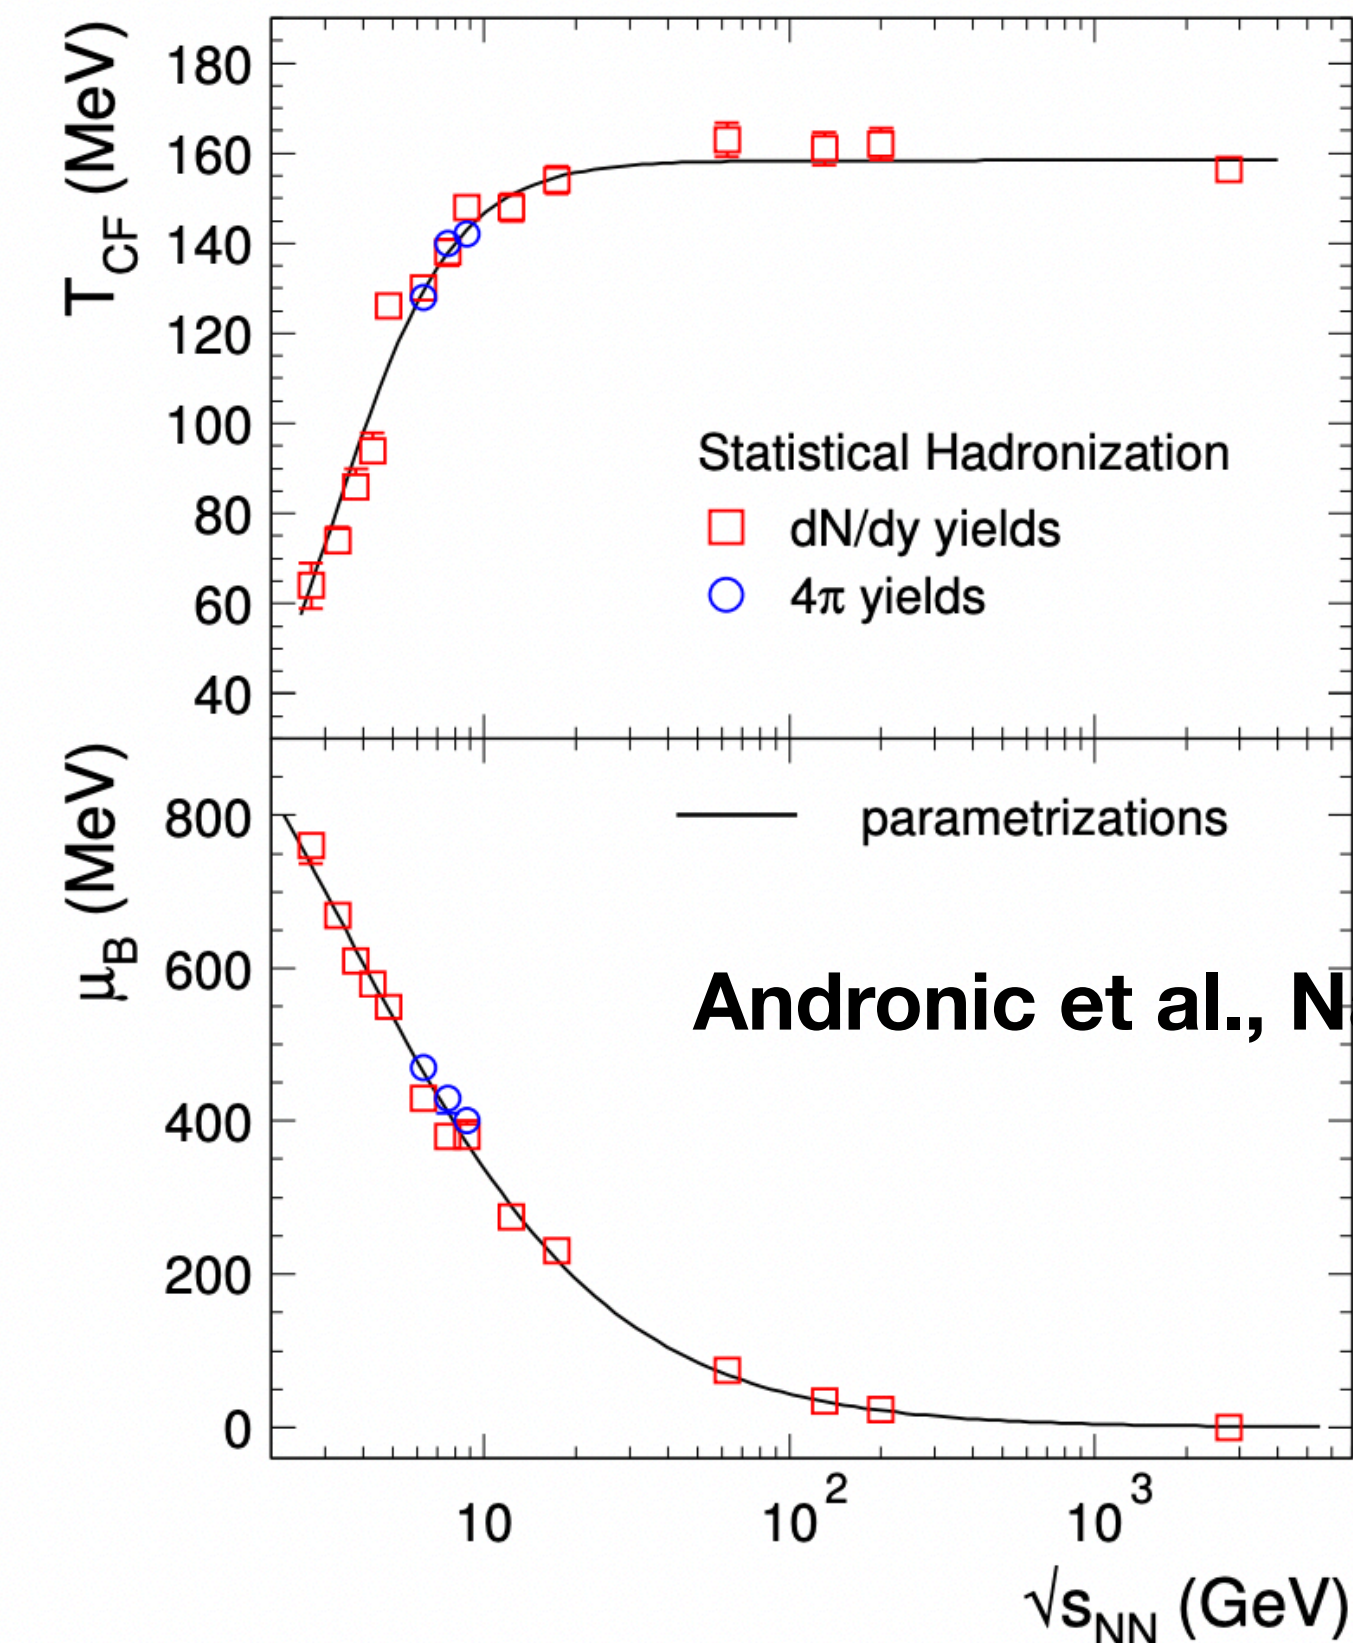 T_CF (MeV)
180
160
140
120
100
80
60
40
Statistical Hadronization
dN/dy yields
4π yields
μ_B (MeV)
800
600
400
200
0
parametrizations
Andronic et al., N
10
10²
10³
√s_NN (GeV)